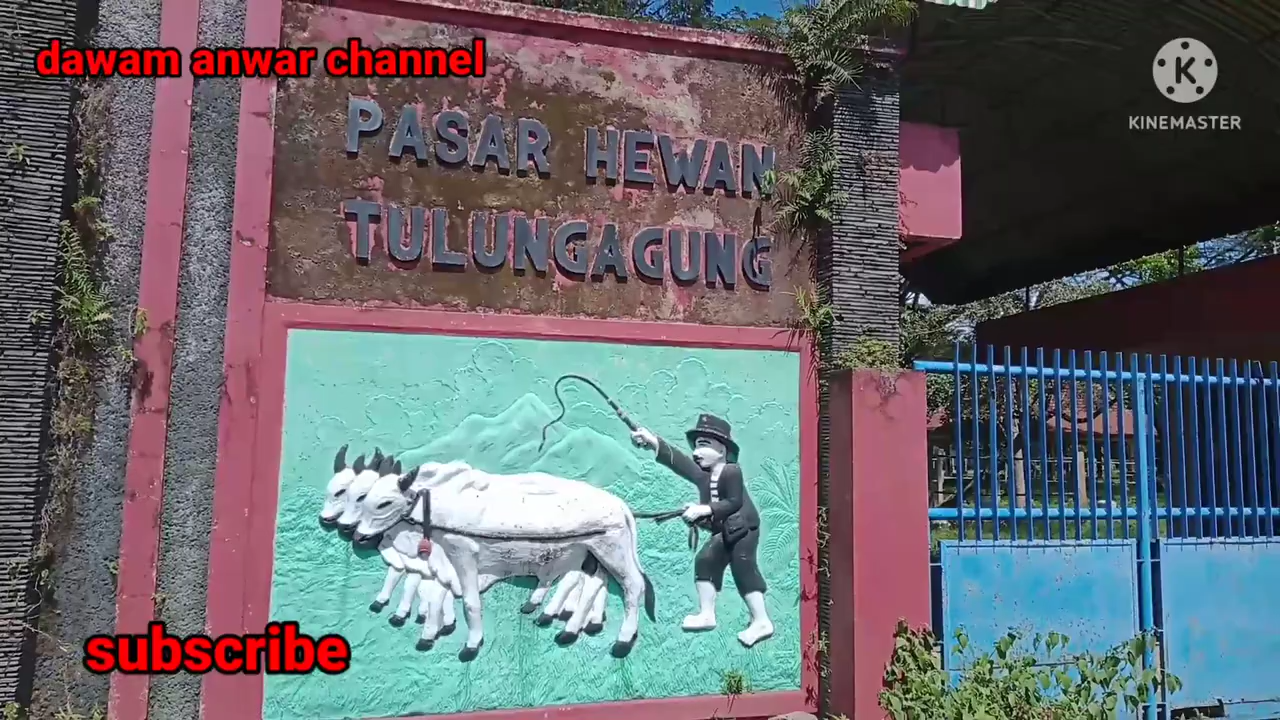 dawam anwar channel
KINEMASTER
PASAR HEWAN
TULUNGAGUNG
subscribe